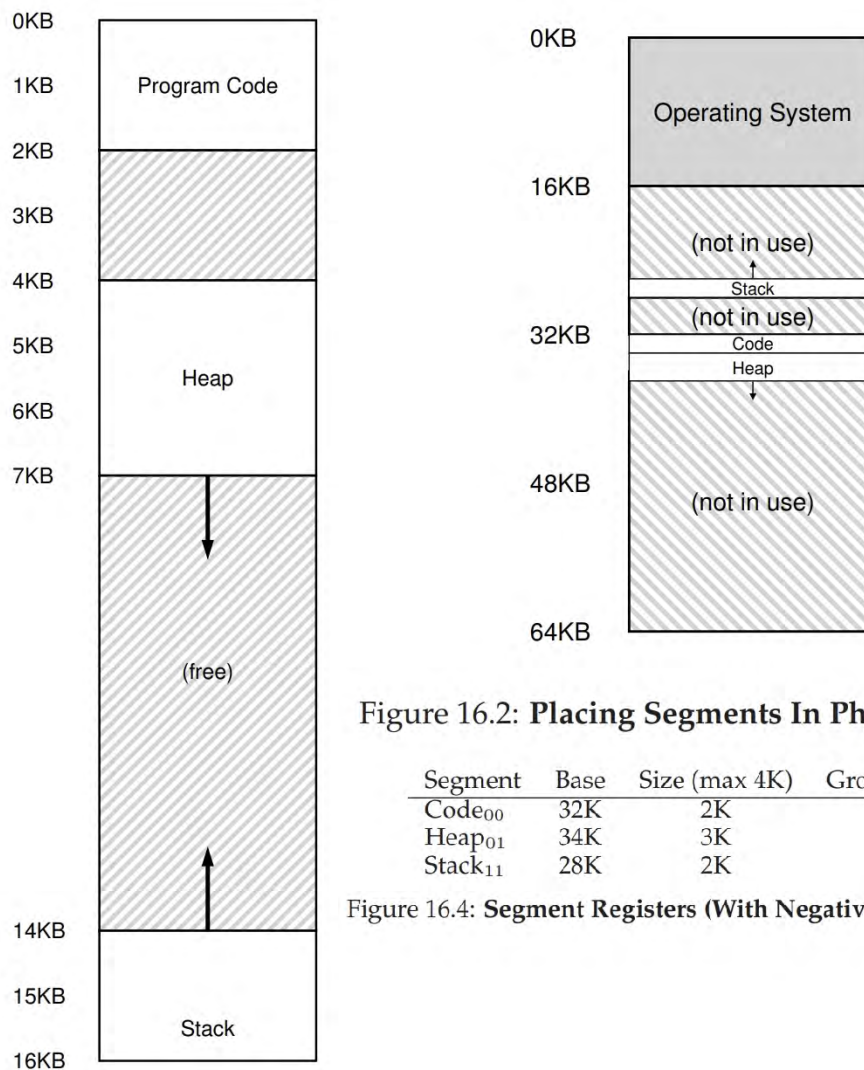 0KB
1KB
Program Code
2KB
3KB
4KB
5KB
Heap
6KB
7KB
(free)
14KB
15KB
Stack
16KB
0KB
Operating System
16KB
(not in use)
Stack
(not in use)
32KB
Code
Heap
48KB
(not in use)
64KB
Figure 16.2: Placing Segments In Ph
Segment Base Size (max 4K) Gro
Code00 32K 2K
Heap01 34K 3K
Stack11 28K 2K
Figure 16.4: Segment Registers (With Negativ